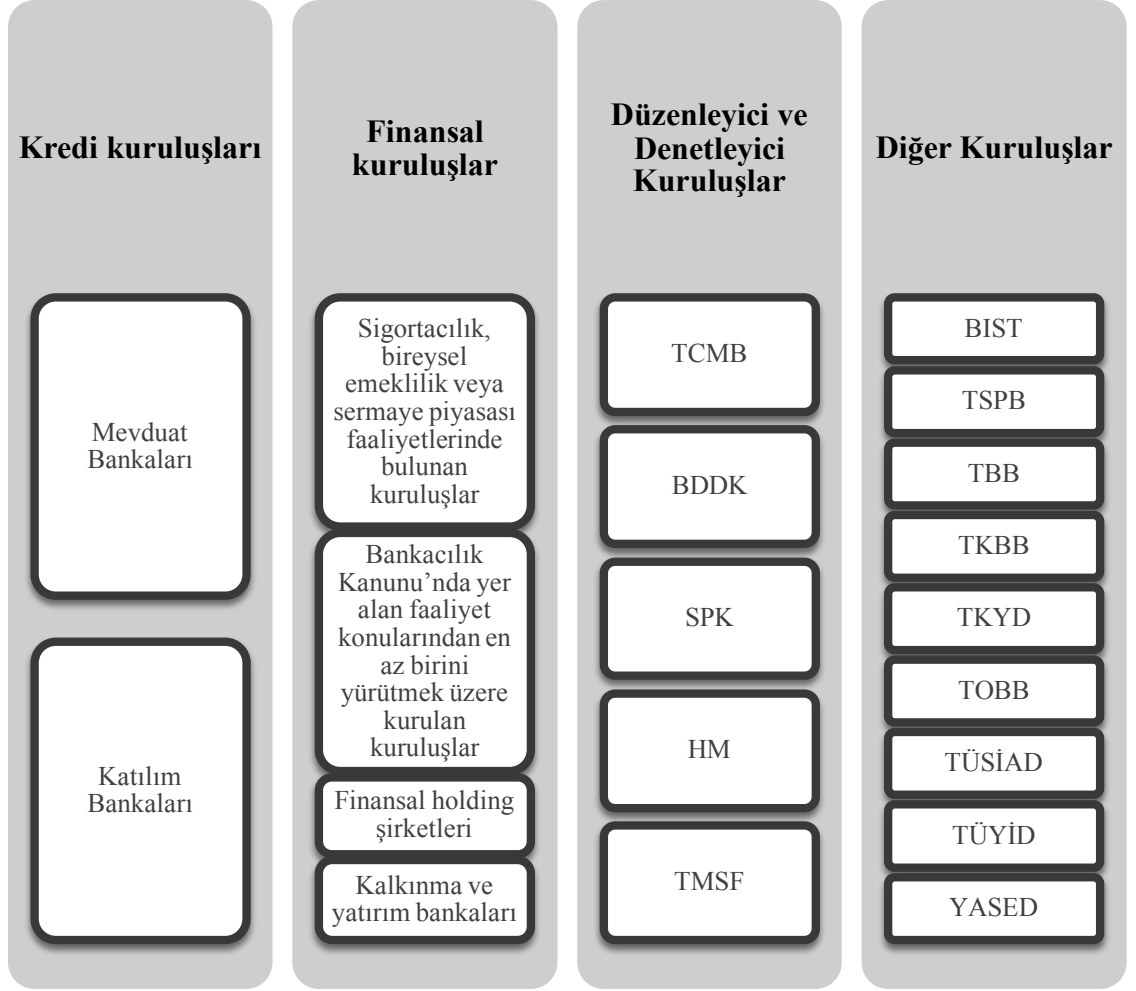 Kredi kuruluşları
Mevduat
Bankaları
Katılım
Bankaları
Finansal
kuruluşlar
Sigortacılık,
bireysel
emeklilik veya
sermaye piyasası
faaliyetlerinde
bulunan
kuruluşlar
Bankacılık
Kanunu’nda yer
alan faaliyet
konularından en
az birini
yürütmek üzere
kurulan
kuruluşlar
Finansal holding
şirketleri
Kalkınma ve
yatırım bankaları
Düzenleyici ve
Denetleyici
Kuruluşlar
TCMB
BDDK
SPK
HM
TMSF
Diğer Kuruluşlar
BIST
TSPB
TBB
TKBB
TKYD
TOBB
TÜSİAD
TÜYİD
YASED